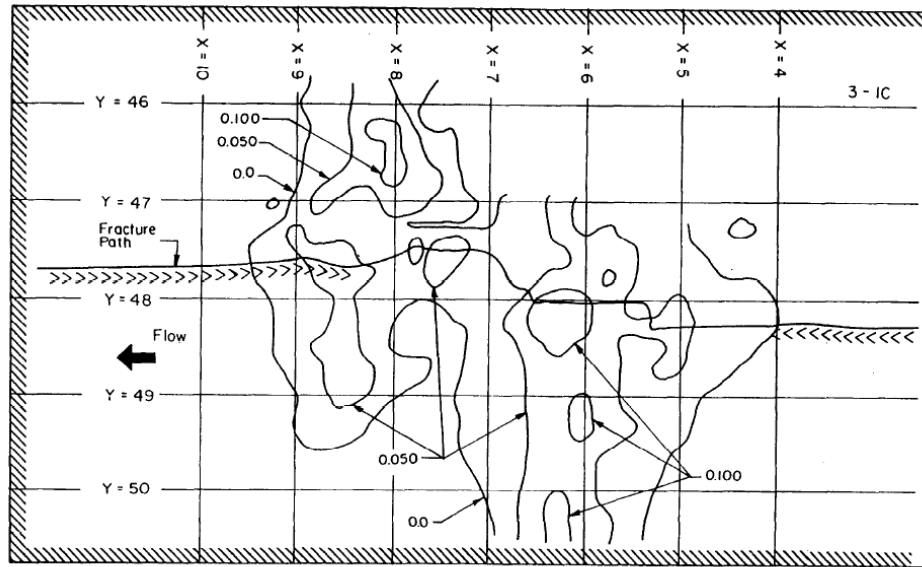 X = 10
X = 9
X = 8
X = 7
X = 6
X = 5
X = 4
3 - 1C
Y = 46
0.100
0.050
0.0
Y = 47
Fracture
Path
Y = 48
Flow
Y = 49
0.050
0.100
Y = 50
0.0